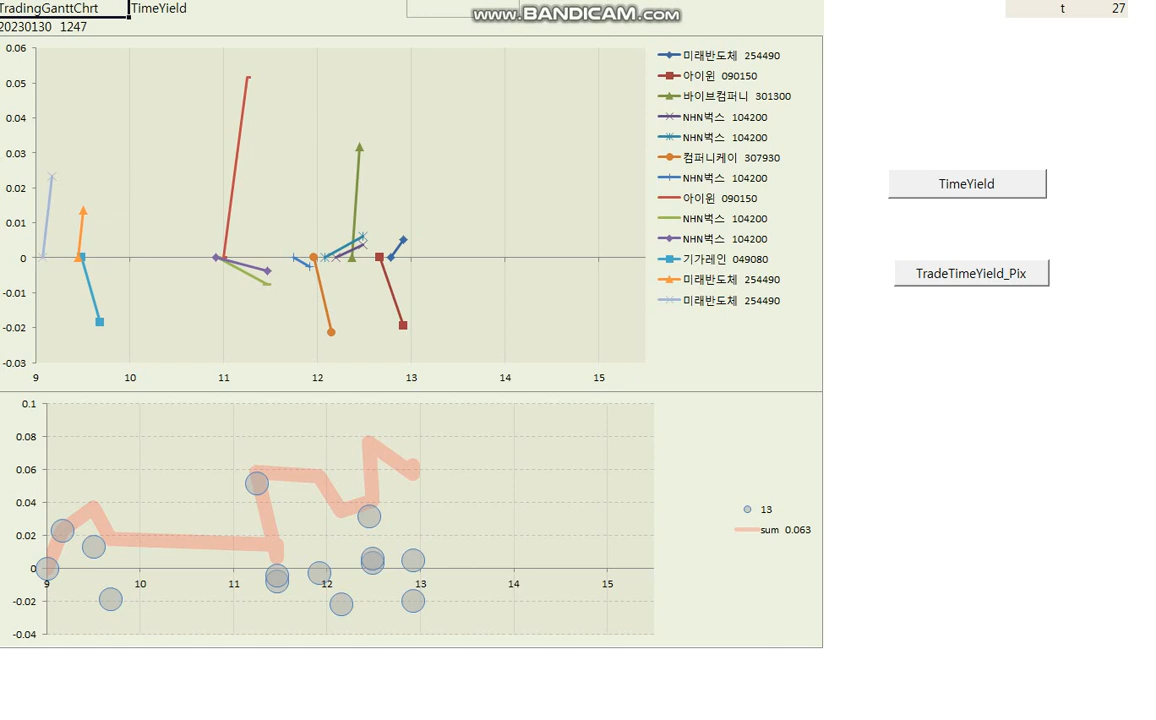 TradingGanttChrt TimeYield
www.BANDICAM.com
t 27
20230130 1247
0.06
0.05
0.04
0.03
0.02
0.01
0
-0.01
-0.02
-0.03
9 10 11 12 13 14 15
미래반도체 254490
아이윈 090150
바이브컴퍼니 301300
NHN벅스 104200
NHN벅스 104200
컴퍼니케이 307930
NHN벅스 104200
아이윈 090150
NHN벅스 104200
NHN벅스 104200
기가레인 049080
미래반도체 254490
미래반도체 254490
TimeYield
TradeTimeYield_Pix
0.1
0.08
0.06
0.04
0.02
0
-0.02
-0.04
9 10 11 12 13 14 15
13
sum 0.063